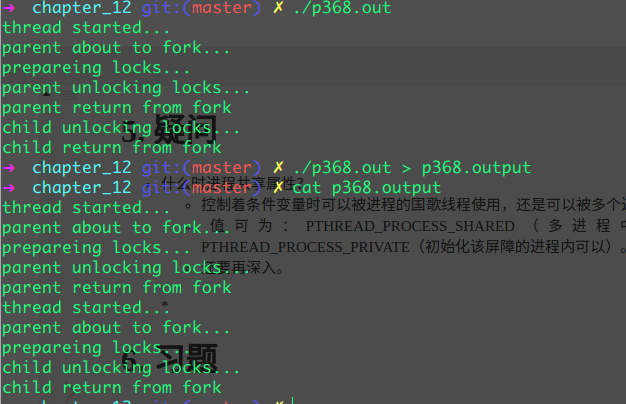 ➜ chapter_12 git:(master) ✗ ./p368.out
thread started...
parent about to fork...
prepareing locks...
parent unlocking locks...
parent return from fork
child unlocking locks...
5. 疑问
child return from fork
➜ chapter_12 git:(master) ✗ ./p368.out > p368.output
什么时进程共享属性?
➜ chapter_12 git:(master) ✗ cat p368.output
thread started...
控制着条件变量时可以被进程的国歌线程使用，还是可以被多个进
parent about to fork...
值可为：PTHREAD_PROCESS_SHARED（多进程中
prepareing locks...
PTHREAD_PROCESS_PRIVATE（初始化该屏障的进程内可以）。
parent unlocking locks...
要再深入。
parent return from fork
thread started...
*
parent about to fork...
prepareing locks...
6. 习题
child unlocking locks...
child return from fork
➜ chapter_12 git:(master) ✗